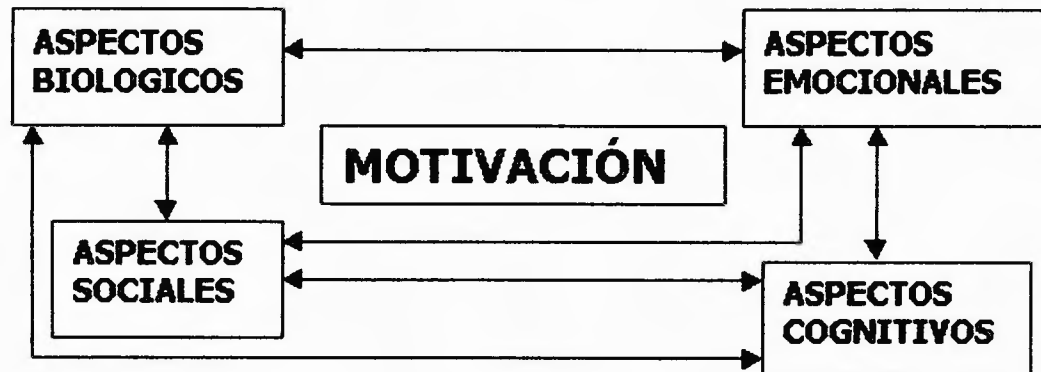 ASPECTOS
BIOLOGICOS
ASPECTOS
EMOCIONALES
MOTIVACIÓN
ASPECTOS
SOCIALES
ASPECTOS
COGNITIVOS